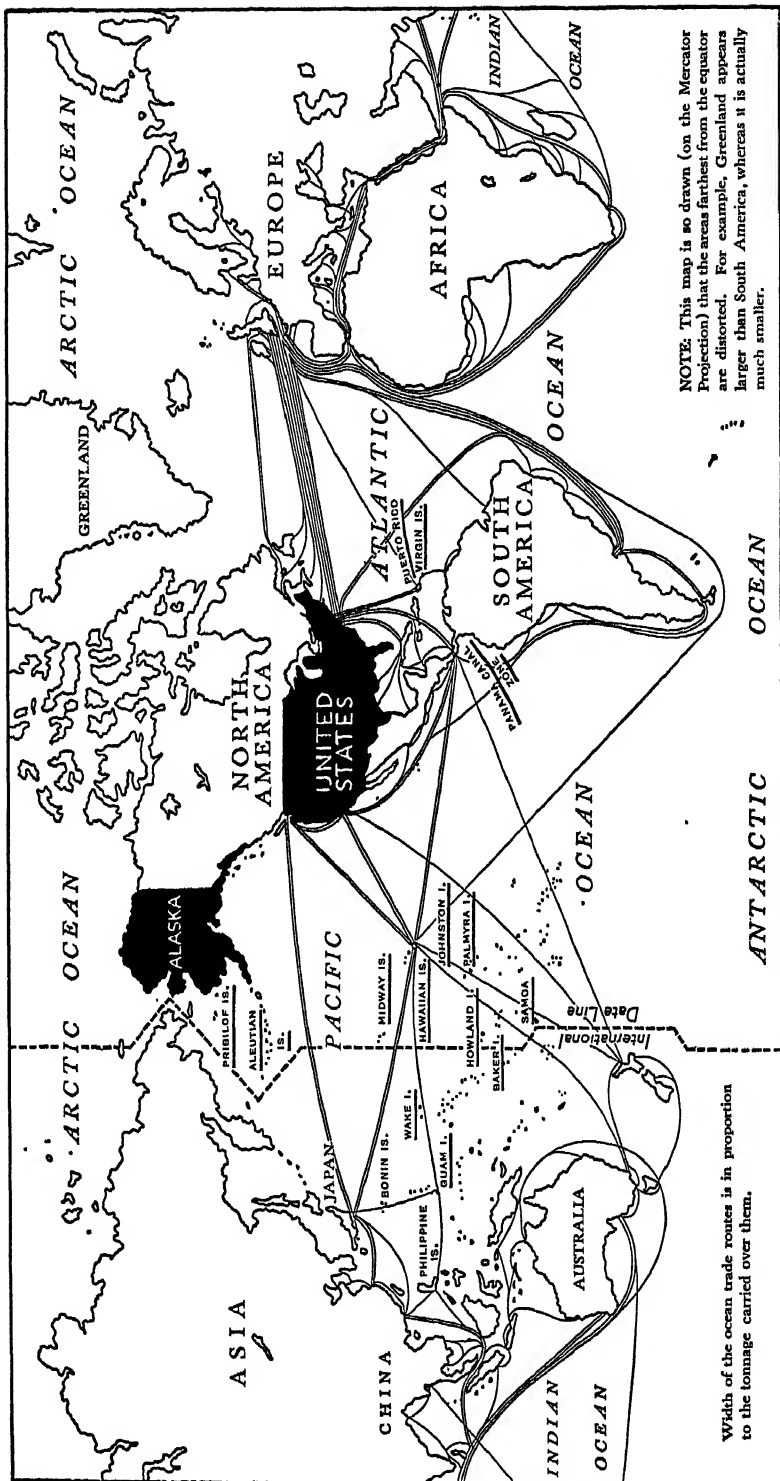 ARCTIC OCEAN
ARCTIC OCEAN
ARCTIC OCEAN
GREENLAND
ALASKA
ASIA
NORTH
AMERICA
EUROPE
UNITED
STATES
PRIBILOF IS.
ALEUTIAN
IS.
PACIFIC
OCEAN
ATLANTIC
OCEAN
JAPAN
BONIN IS.
MIDWAY IS.
HAWAIIAN IS.
PUERTO RICO
VIRGIN IS.
CHINA
PHILIPPINE
IS.
WAKE I.
GUAM I.
JOHNSTON I.
PALMYRA I.
HOWLAND I.
BAKER I.
SAMOA
PANAMA CANAL
ZONE
SOUTH
AMERICA
AFRICA
INDIAN
OCEAN
INDIAN
OCEAN
AUSTRALIA
International
Date Line
ANTARCTIC OCEAN
Width of the ocean trade routes is in proportion
to the tonnage carried over them.
NOTE: This map is so drawn (on the Mercator
Projection) that the areas farthest from the equator
are distorted. For example, Greenland appears
larger than South America, whereas it is actually
much smaller.